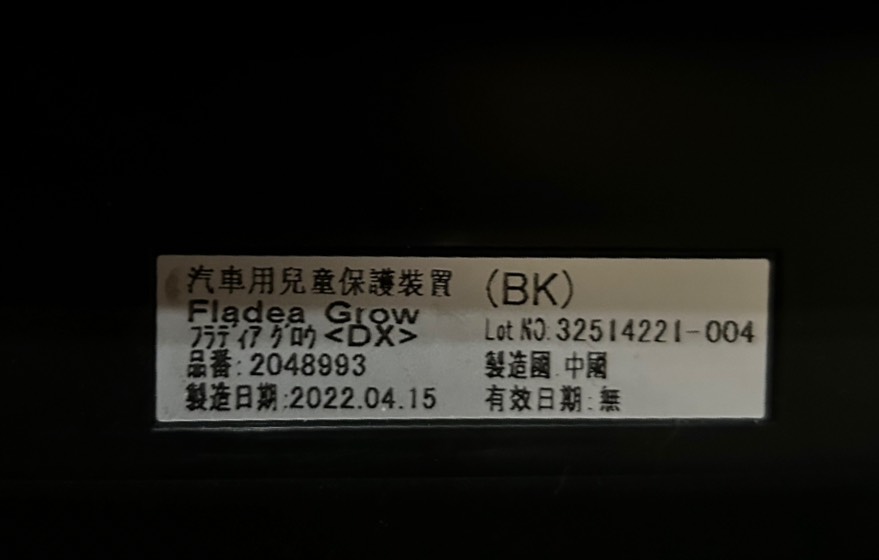 汽車用兒童保護裝置 (BK)
Fladea Grow
ﾌﾗﾃﾞｨｱ ｸﾞﾛｳ <DX> Lot NO.32514221-004
品番:2048993 製造國:中國
製造日期:2022.04.15 有效日期:無